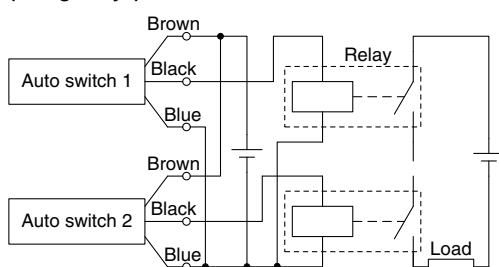 Brown
Relay
Auto switch 1
Black
Blue
Brown
Auto switch 2
Black
Blue
Load